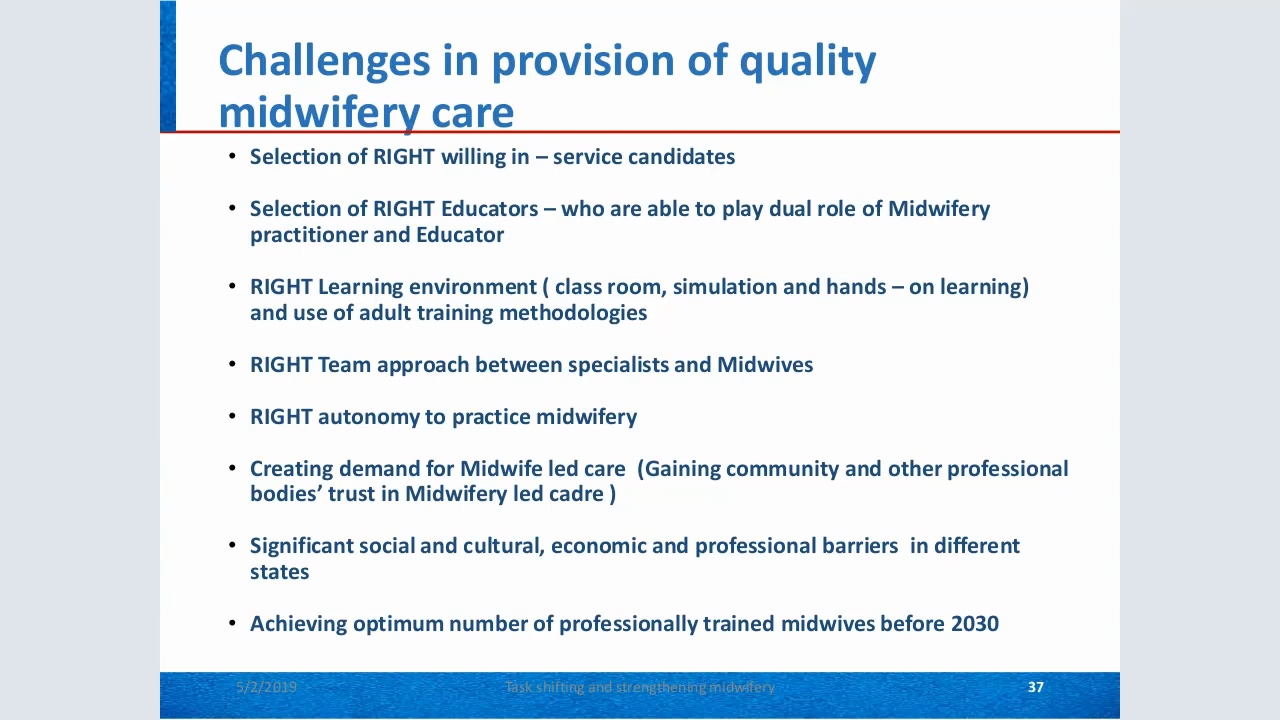 Challenges in provision of quality
midwifery care
• Selection of RIGHT willing in – service candidates
• Selection of RIGHT Educators – who are able to play dual role of Midwifery
practitioner and Educator
• RIGHT Learning environment ( class room, simulation and hands – on learning)
and use of adult training methodologies
• RIGHT Team approach between specialists and Midwives
• RIGHT autonomy to practice midwifery
• Creating demand for Midwife led care  (Gaining community and other professional
bodies’ trust in Midwifery led cadre )
• Significant social and cultural, economic and professional barriers  in different
states
• Achieving optimum number of professionally trained midwives before 2030
5/2/2019
Task shifting and strengthening midwifery
37